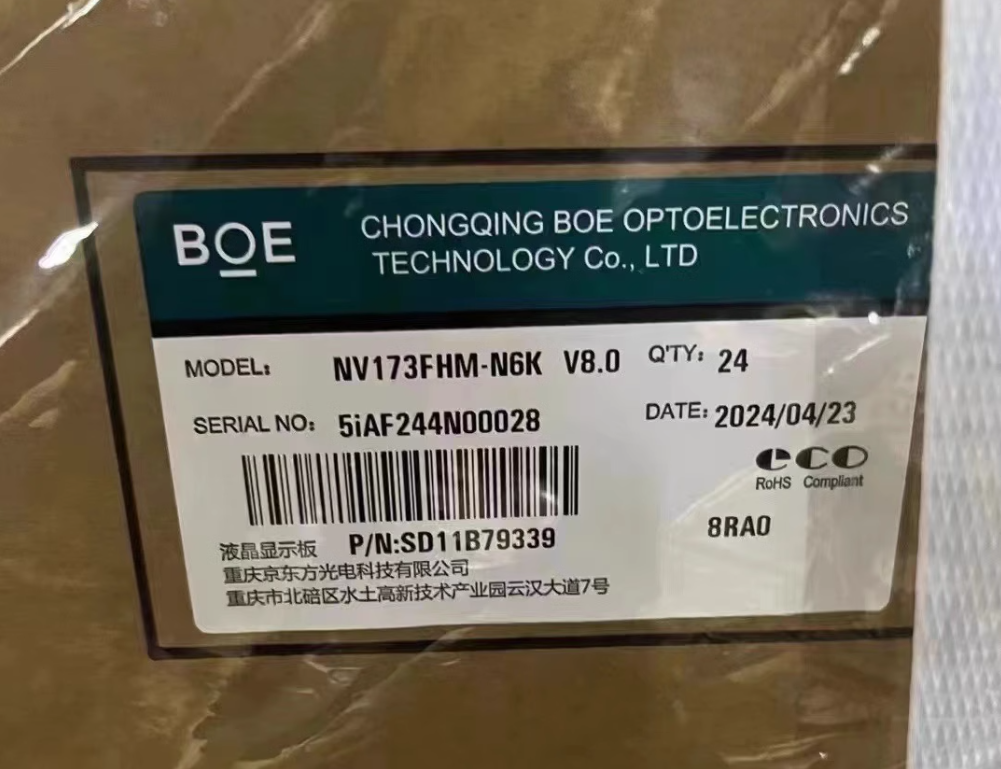 BOE
CHONGQING BOE OPTOELECTRONICS
TECHNOLOGY Co., LTD
MODEL: NV173FHM-N6K V8.0 Q'TY: 24
SERIAL NO: 5iAF244N00028 DATE: 2024/04/23
eco
RoHS Compliant
8RA0
液晶显示板 P/N:SD11B79339
重庆京东方光电科技有限公司
重庆市北碚区水土高新技术产业园云汉大道7号